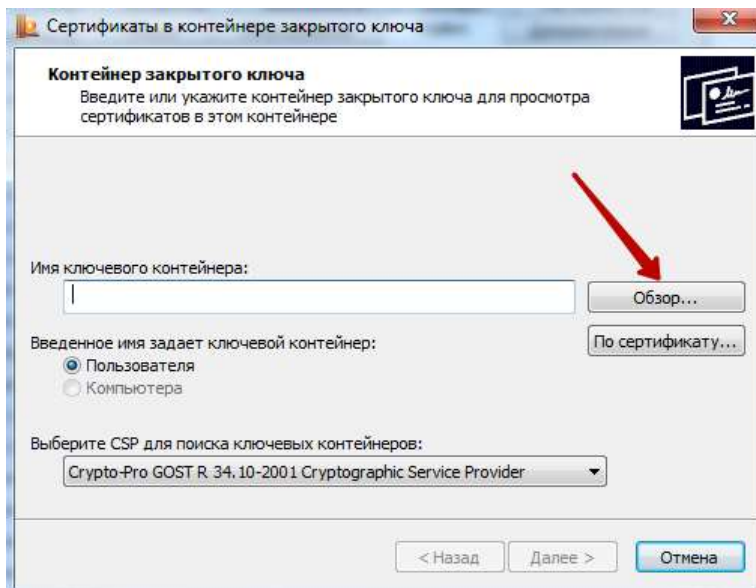 Сертификаты в контейнере закрытого ключа
Контейнер закрытого ключа
Введите или укажите контейнер закрытого ключа для просмотра
сертификатов в этом контейнере
Имя ключевого контейнера:
Обзор...
Введенное имя задает ключевой контейнер:
По сертификату...
Пользователя
Компьютера
Выберите CSP для поиска ключевых контейнеров:
Crypto-Pro GOST R 34.10-2001 Cryptographic Service Provider
< Назад
Далее >
Отмена